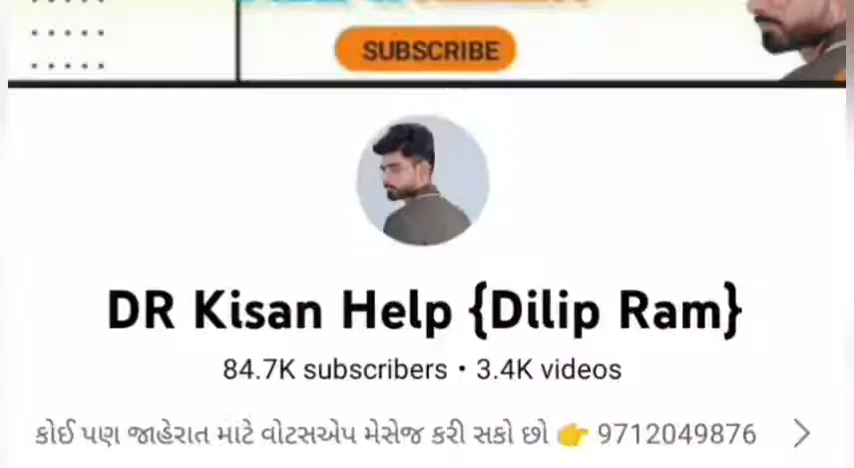 SUBSCRIBE
DR Kisan Help {Dilip Ram}
84.7K subscribers • 3.4K videos
કોઈ પણ જાહેરાત માટે વોટસએપ મેસેજ કરી સકો છો 👉 9712049876